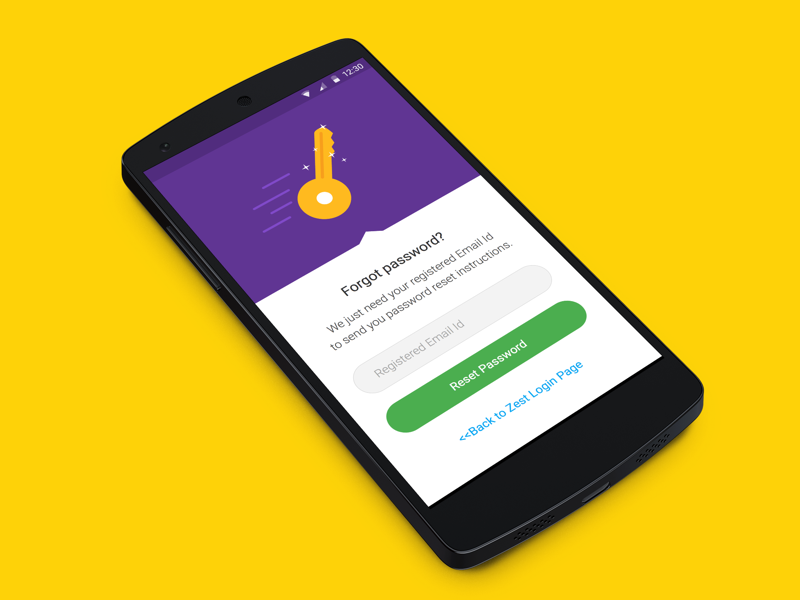 12:30
Forgot password?
We just need your registered Email Id
to send you password reset instructions.
Registered Email Id
Reset Password
<<Back to Zest Login Page